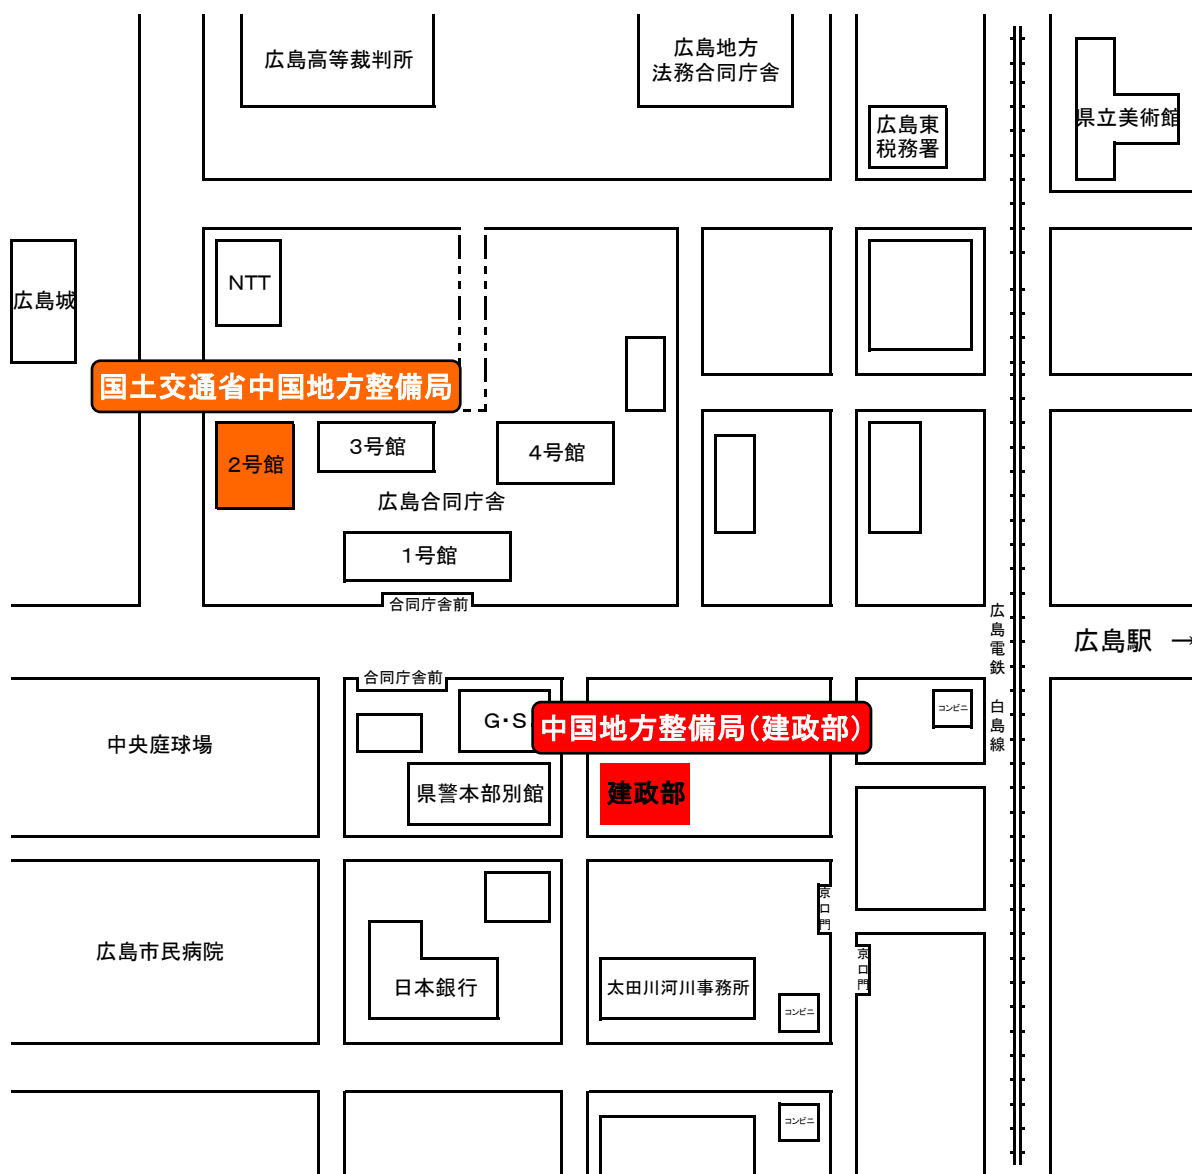 広島高等裁判所
広島地方
法務合同庁舎
広島東
税務署
県立美術館
NTT
広島城
国土交通省中国地方整備局
2号館
3号館
4号館
広島合同庁舎
1号館
合同庁舎前
広島電鉄 白島線
広島駅 →
合同庁舎前
G・S
中国地方整備局(建政部)
コンビニ
中央庭球場
県警本部別館
建政部
京口門
広島市民病院
日本銀行
太田川河川事務所
京口門
コンビニ
コンビニ